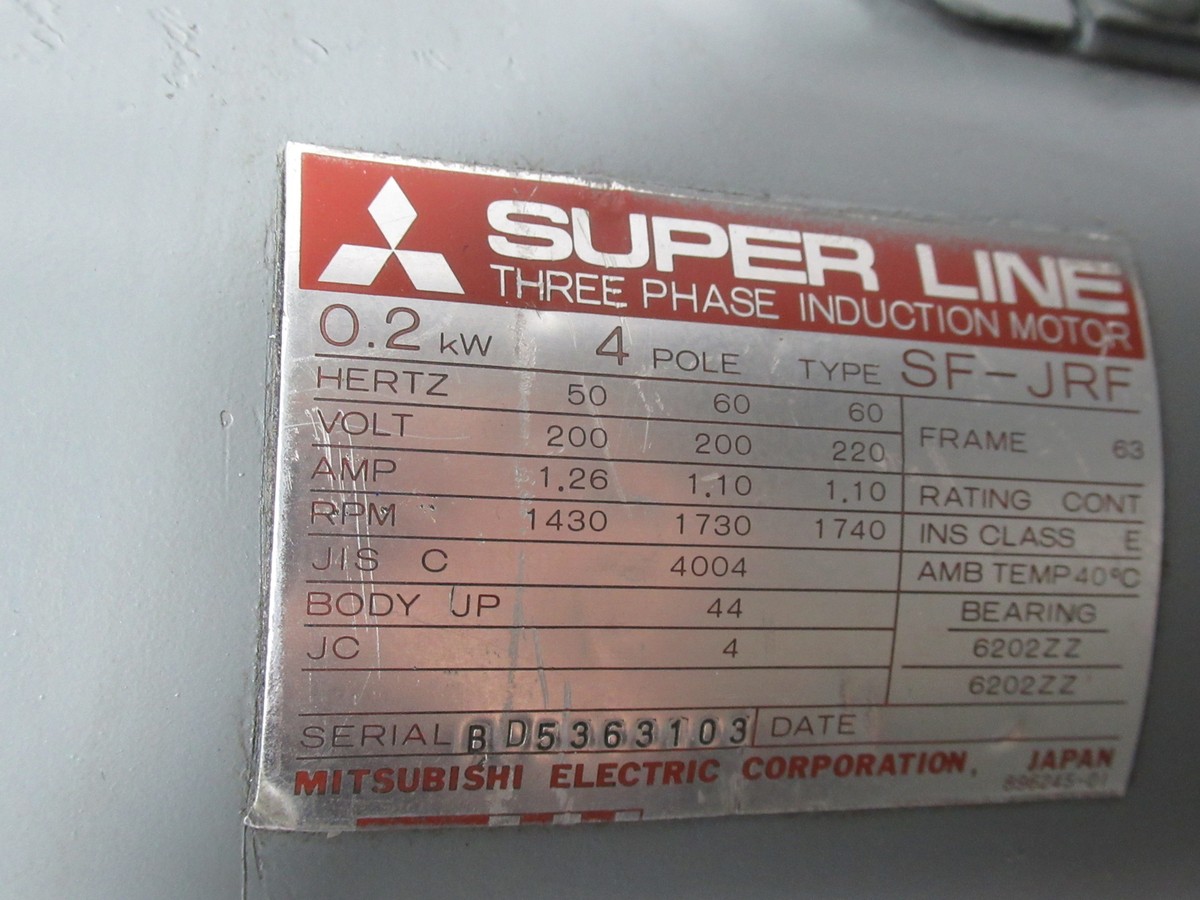 SUPER LINE
THREE PHASE INDUCTION MOTOR
0.2 kW 4 POLE TYPE SF-JRF
HERTZ 50 60 60
VOLT 200 200 220
AMP 1.26 1.10 1.10
RPM 1430 1730 1740
JIS C 4004
BODY JP 44
JC 4
FRAME 63
RATING CONT
INS CLASS E
AMB TEMP 40°C
BEARING
6202ZZ
6202ZZ
SERIAL BD5363103 DATE
MITSUBISHI ELECTRIC CORPORATION, JAPAN
896245-01